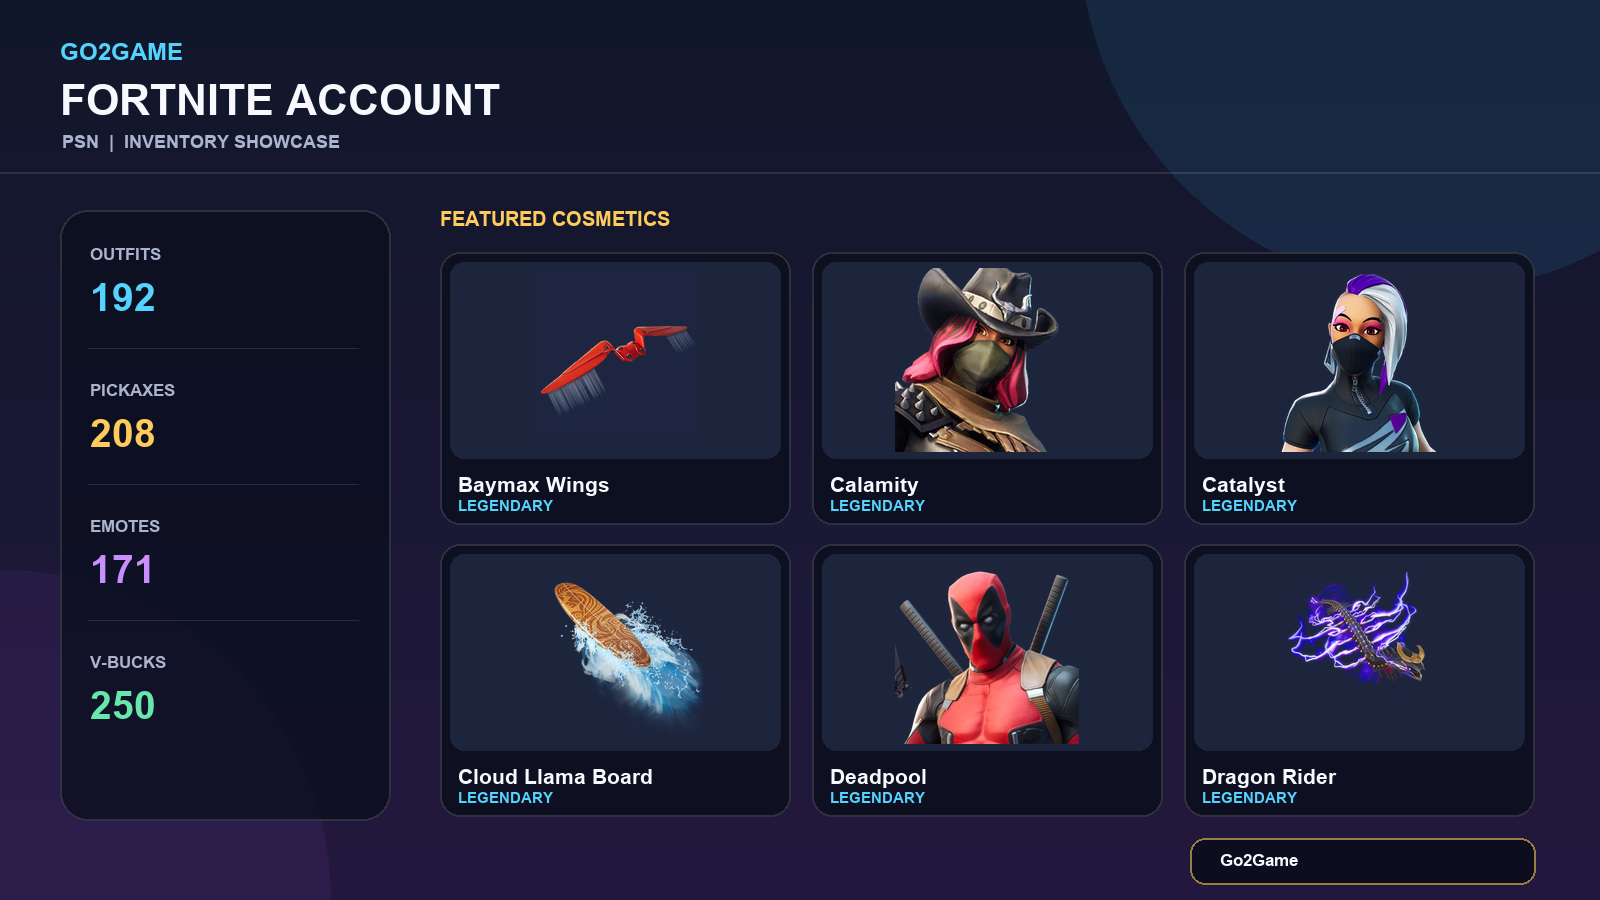 GO2GAME
FORTNITE ACCOUNT
PSN | INVENTORY SHOWCASE
OUTFITS
192
PICKAXES
208
EMOTES
171
V-BUCKS
250
FEATURED COSMETICS
Baymax Wings
LEGENDARY
Calamity
LEGENDARY
Catalyst
LEGENDARY
Cloud Llama Board
LEGENDARY
Deadpool
LEGENDARY
Dragon Rider
LEGENDARY
Go2Game